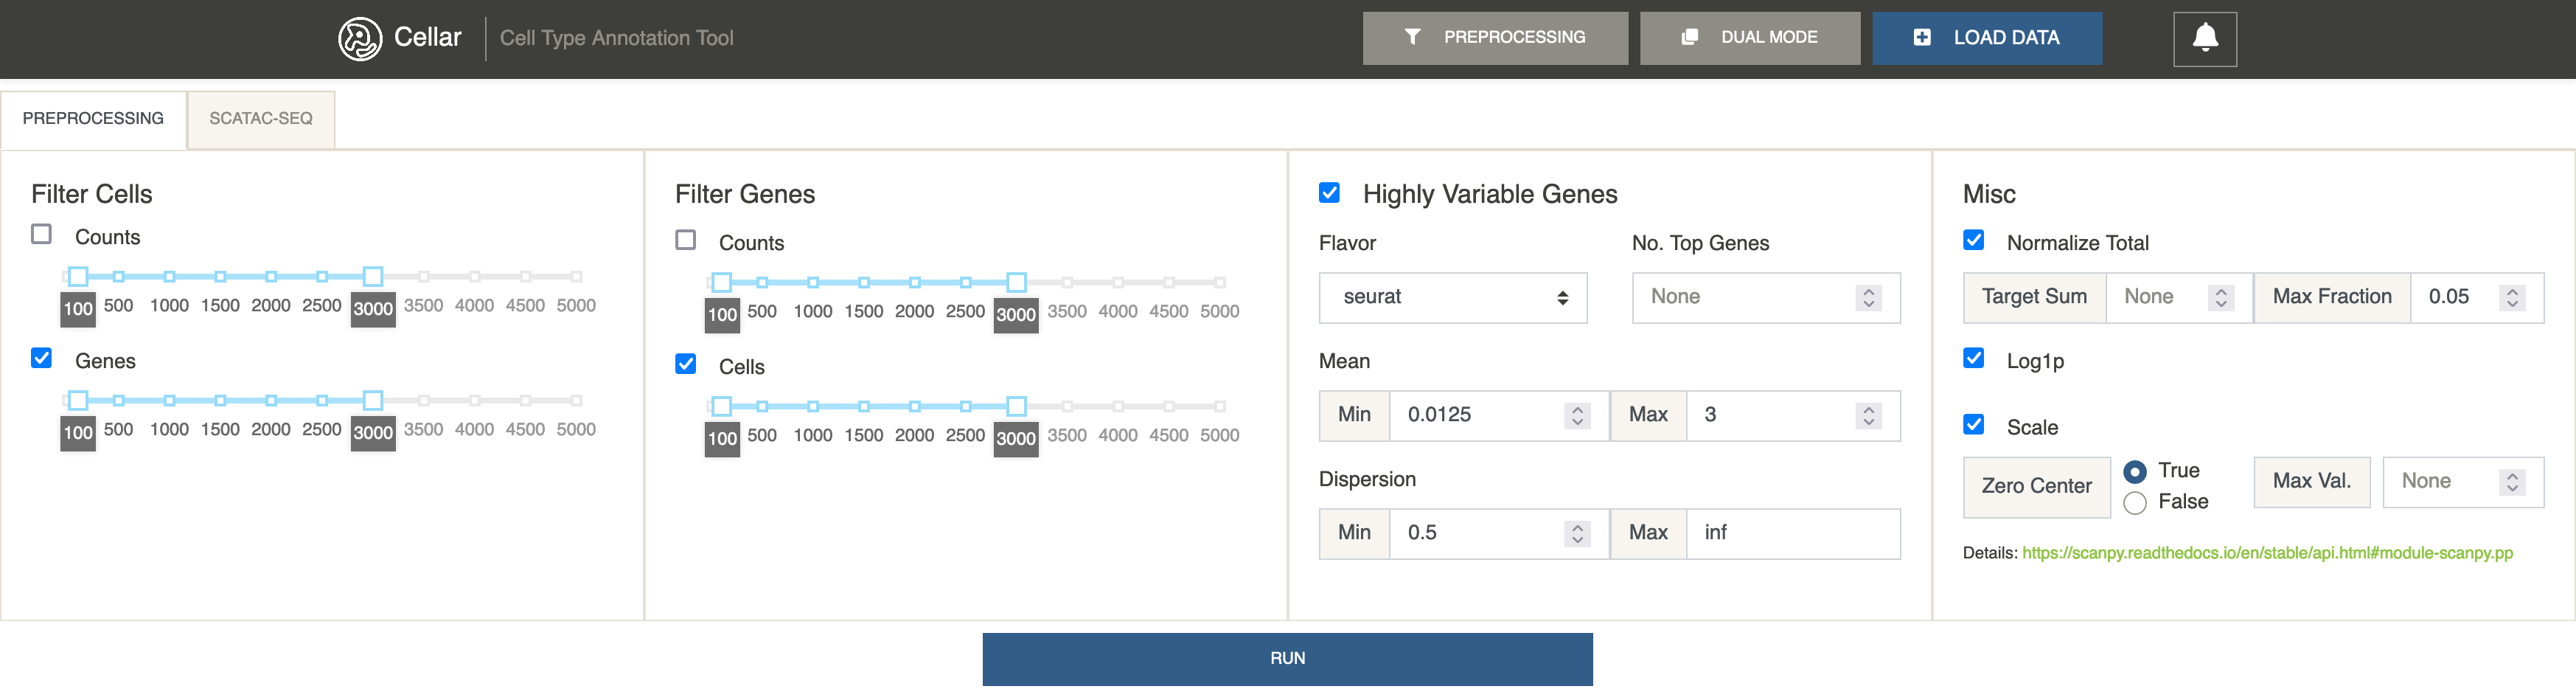 Cellar
Cell Type Annotation Tool
PREPROCESSING
DUAL MODE
LOAD DATA
PREPROCESSING
SCATAC-SEQ
Filter Cells
Counts
100 500 1000 1500 2000 2500 3000 3500 4000 4500 5000
Genes
100 500 1000 1500 2000 2500 3000 3500 4000 4500 5000
Filter Genes
Counts
100 500 1000 1500 2000 2500 3000 3500 4000 4500 5000
Cells
100 500 1000 1500 2000 2500 3000 3500 4000 4500 5000
Highly Variable Genes
Flavor No. Top Genes
seurat None
Mean
Min 0.0125 Max 3
Dispersion
Min 0.5 Max inf
Misc
Normalize Total
Target Sum None Max Fraction 0.05
Log1p
Scale
Zero Center True False Max Val. None
Details: https://scanpy.readthedocs.io/en/stable/api.html#module-scanpy.pp
RUN